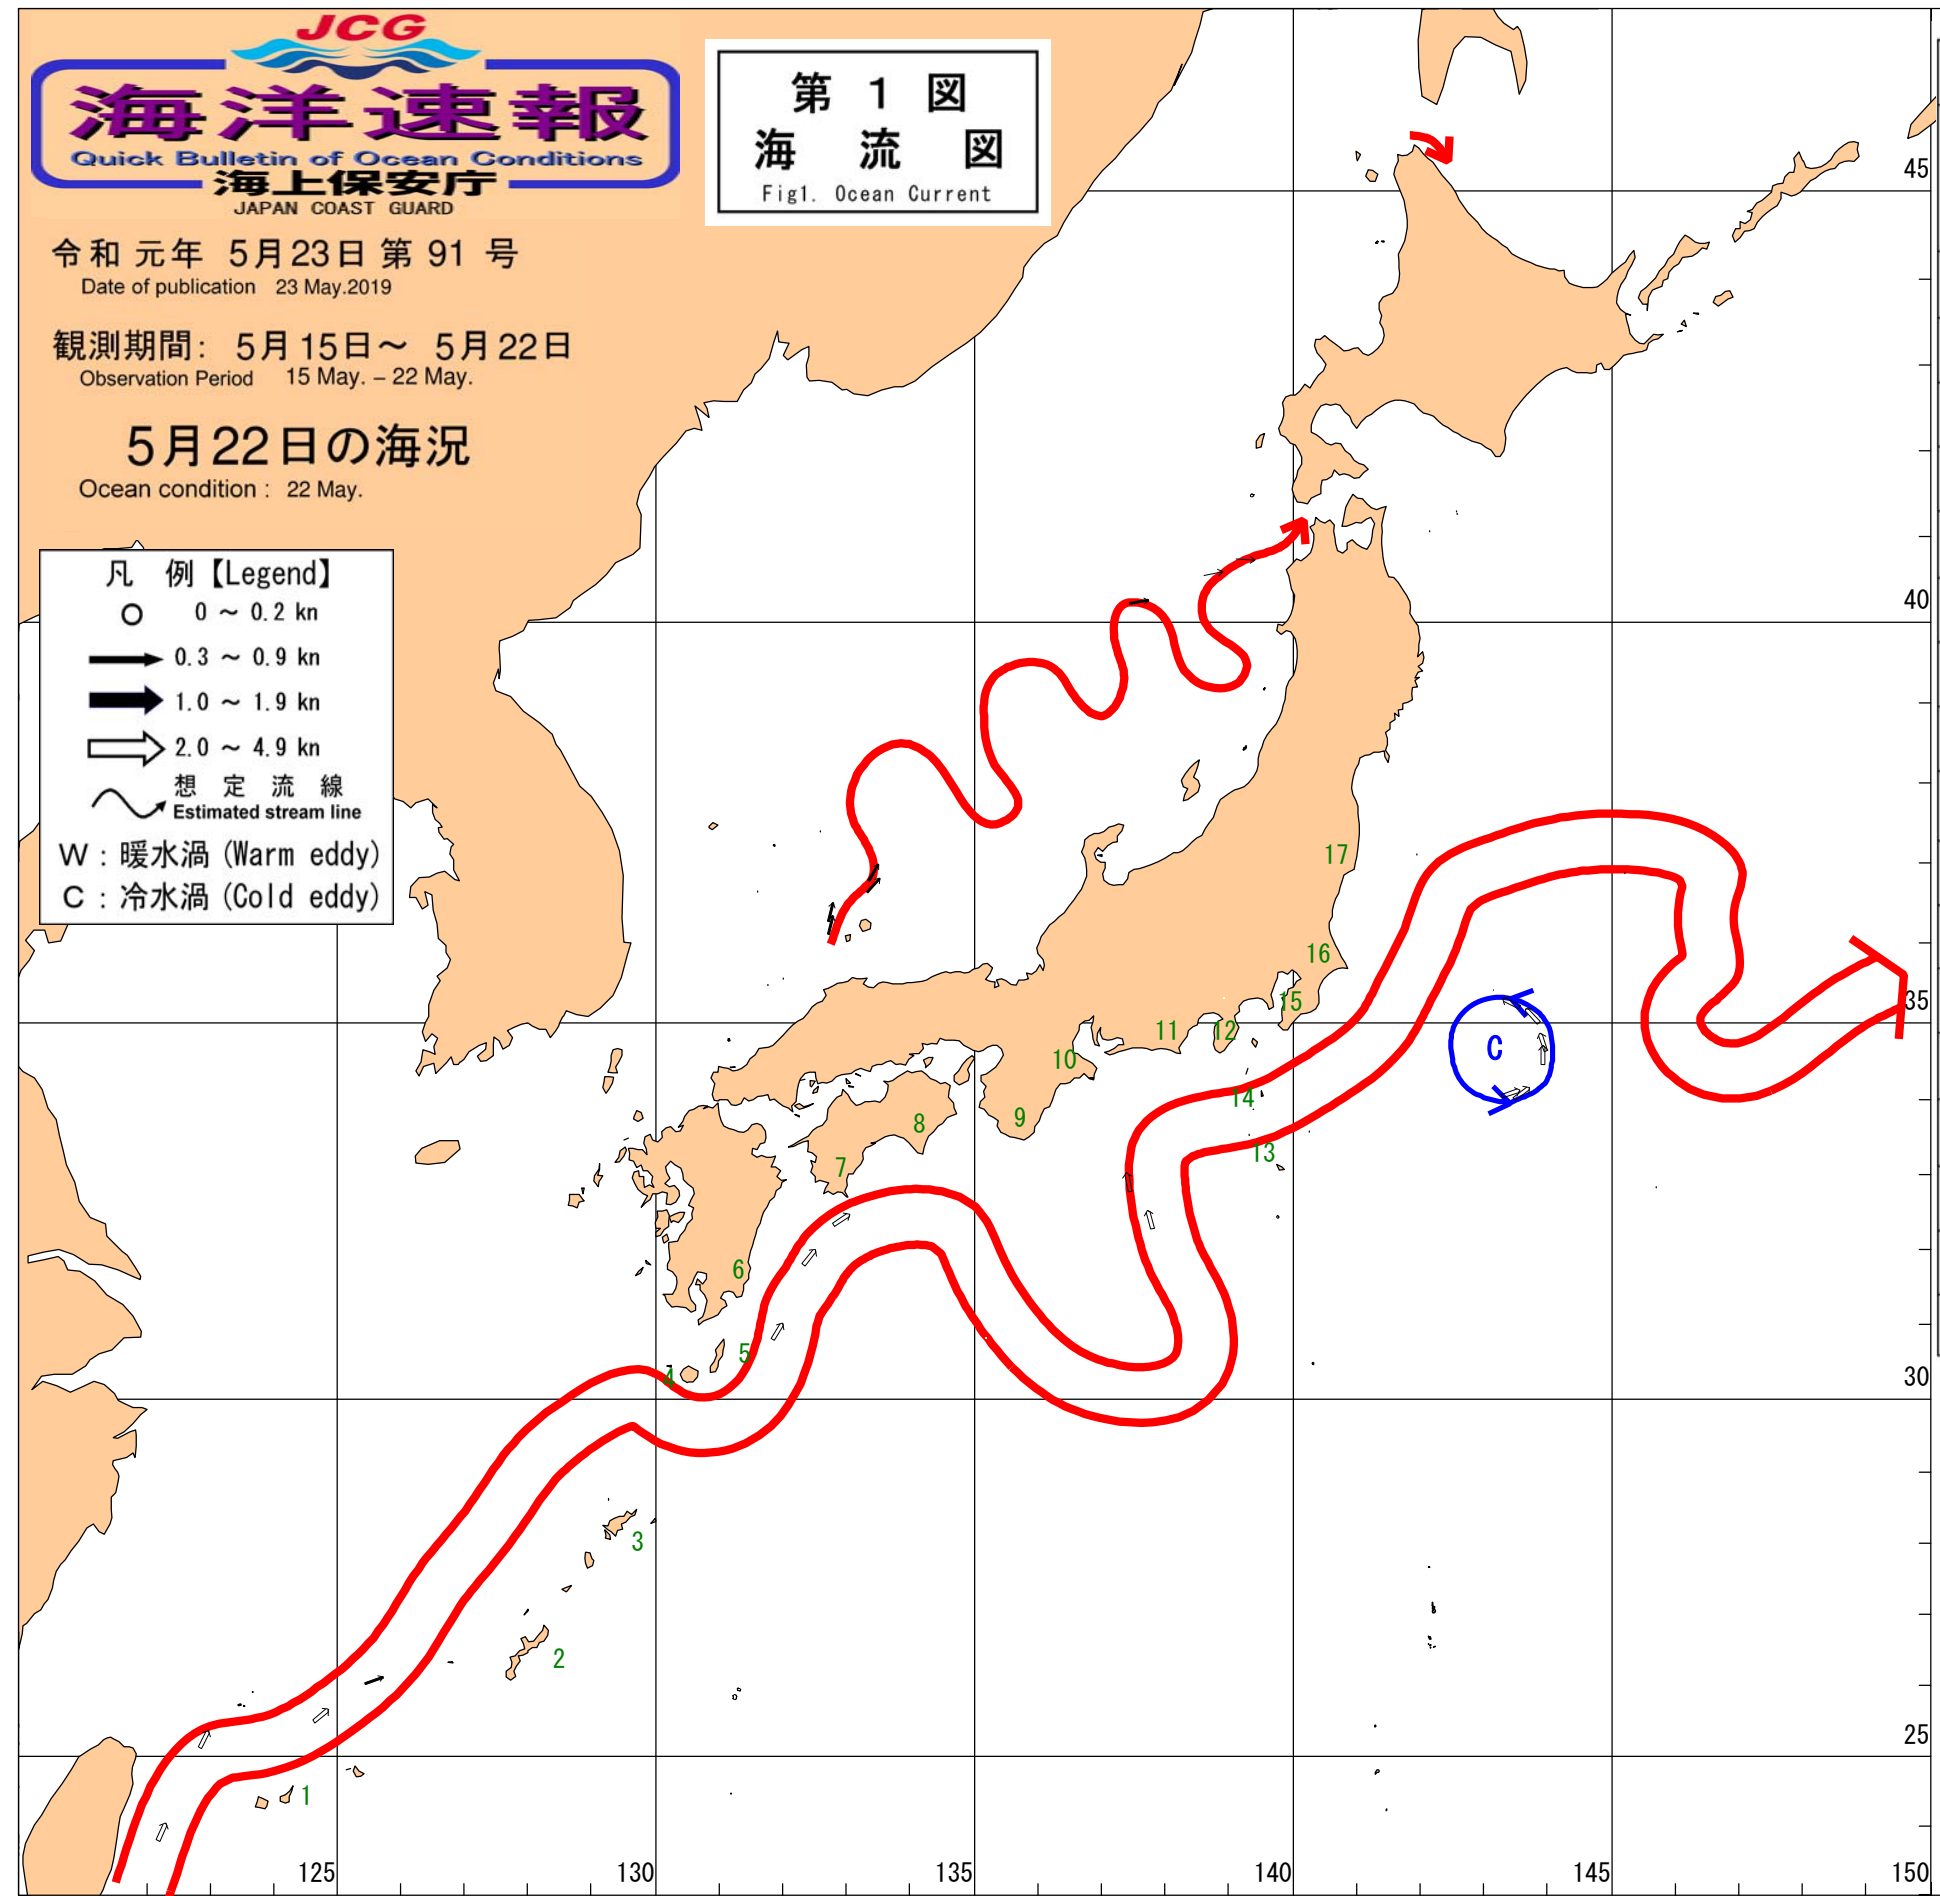 JCG
海洋速報
Quick Bulletin of Ocean Conditions
海上保安庁
JAPAN COAST GUARD
第 1 図
海 流 図
Fig1. Ocean Current
令和 元年 5月23日 第 91 号
Date of publication 23 May.2019
観測期間: 5月15日～ 5月22日
Observation Period 15 May. – 22 May.
5月22日の海況
Ocean condition : 22 May.
凡 例【Legend】
0 ～ 0.2 kn
0.3 ～ 0.9 kn
1.0 ～ 1.9 kn
2.0 ～ 4.9 kn
想 定 流 線
Estimated stream line
W : 暖水渦 (Warm eddy)
C : 冷水渦 (Cold eddy)
45
40
17
16
35
15
12
11
C
10
14
9
8
13
7
6
5
4
30
3
2
25
1
125
130
135
140
145
150